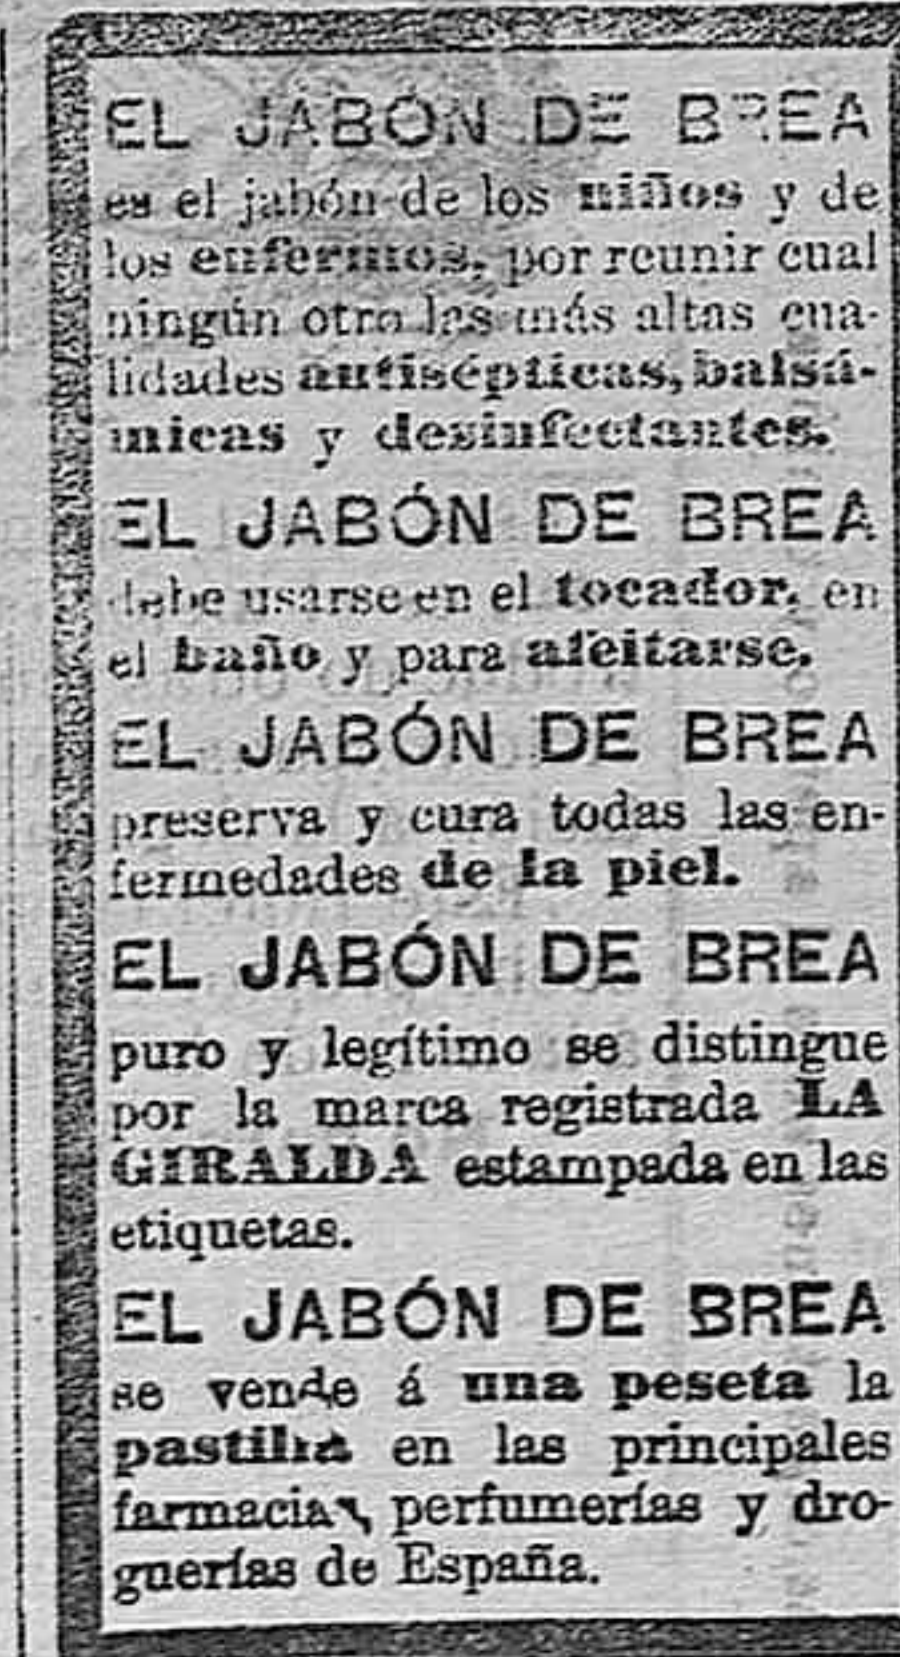 EL JABÓN DE BREA
es el jabón de los niños y de
los enfermos, por reunir cual
ningún otro las más altas cua-
lidades antisépticas, balsá-
micas y desinfectantes.
EL JABÓN DE BREA
debe usarse en el tocador, en
el baño y para afeitarse.
EL JABÓN DE BREA
preserva y cura todas las en-
fermedades de la piel.
EL JABÓN DE BREA
puro y legítimo se distingue
por la marca registrada LA
GIRALDA estampada en las
etiquetas.
EL JABÓN DE BREA
se vende á una peseta la
pastilla en las principales
farmacias, perfumerías y dro-
guerías de España.